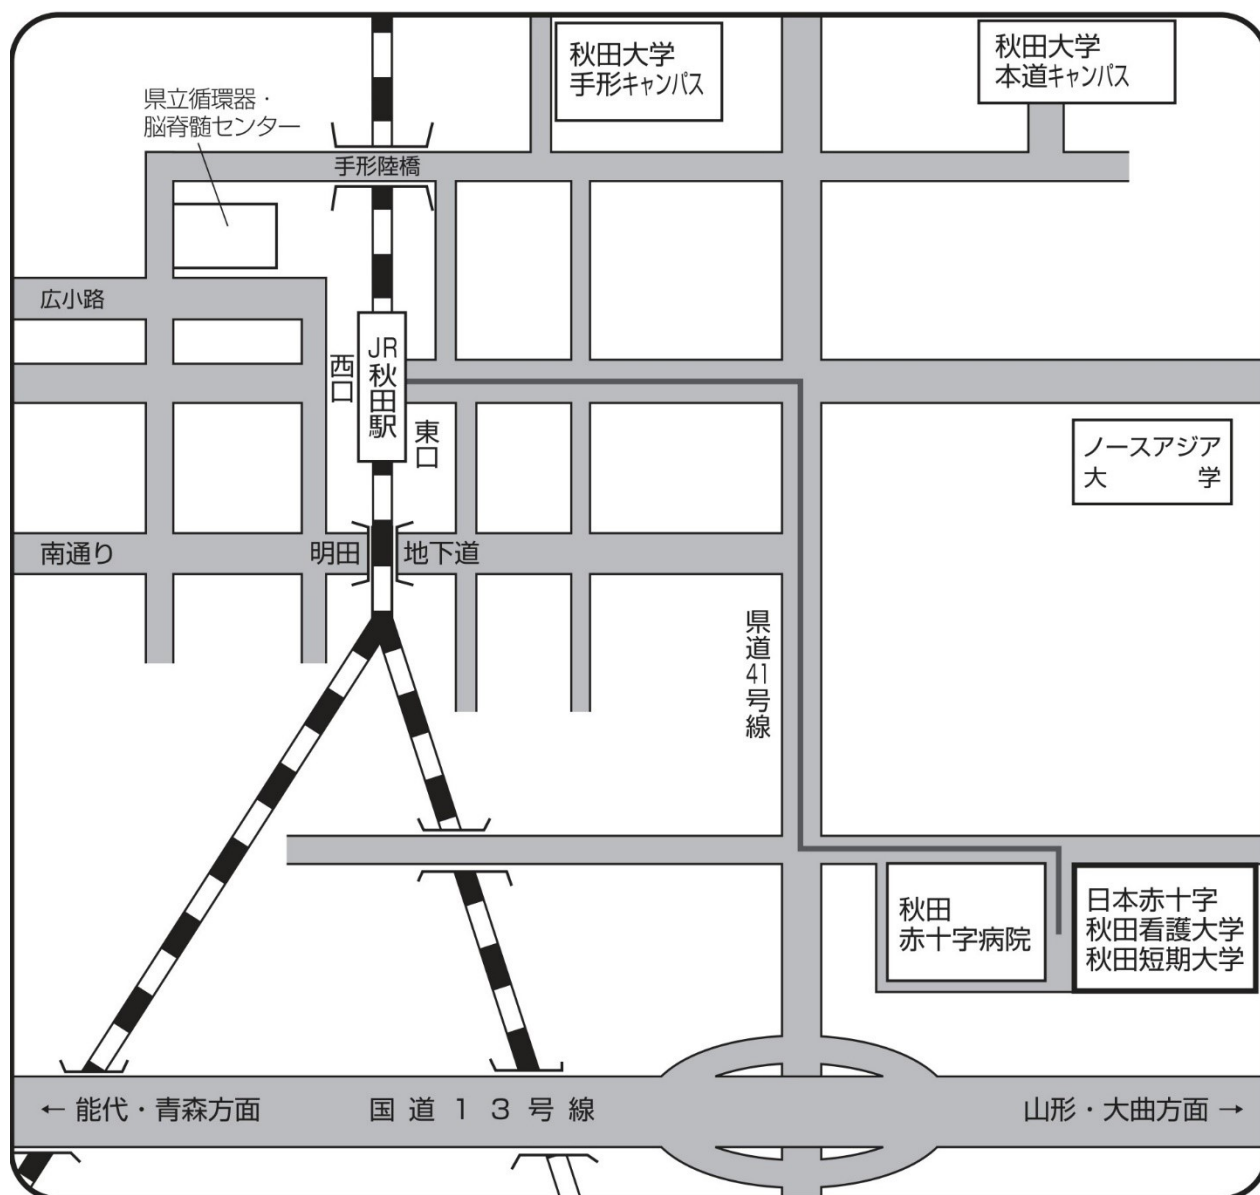 秋田大学
手形キャンパス
秋田大学
本道キャンパス
県立循環器・
脳脊髄センター
手形陸橋
広小路
西口
JR秋田駅
東口
ノースアジア
大学
南通り
明田
地下道
県道41号線
秋田
赤十字病院
日本赤十字
秋田看護大学
秋田短期大学
← 能代・青森方面
国道13号線
山形・大曲方面 →